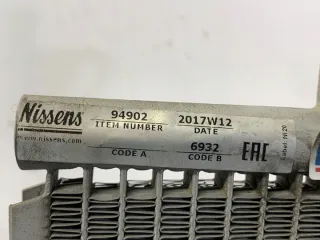 Nissens
www.nissens.com
94902
ITEM NUMBER
2017W12
DATE
CODE A
6932
CODE B
EAC